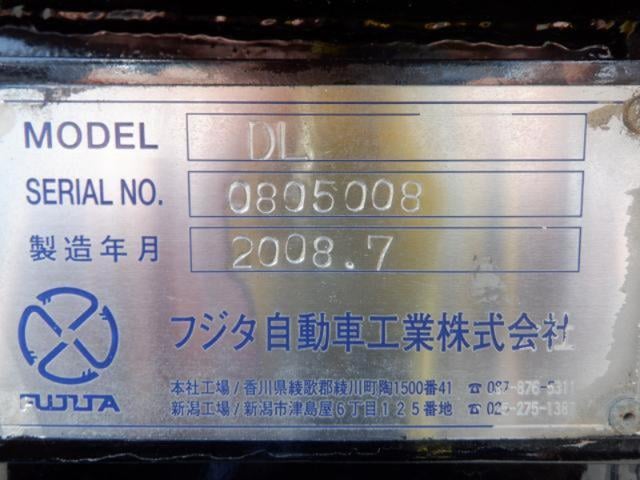 MODEL DL
SERIAL NO. 0805008
製造年月 2008.7
フジタ自動車工業株式会社
FUJITA
本社工場/香川県綾歌郡綾川町陶1500番41 ☎ 087-876-5311
新潟工場/新潟市津島屋6丁目125番地 ☎